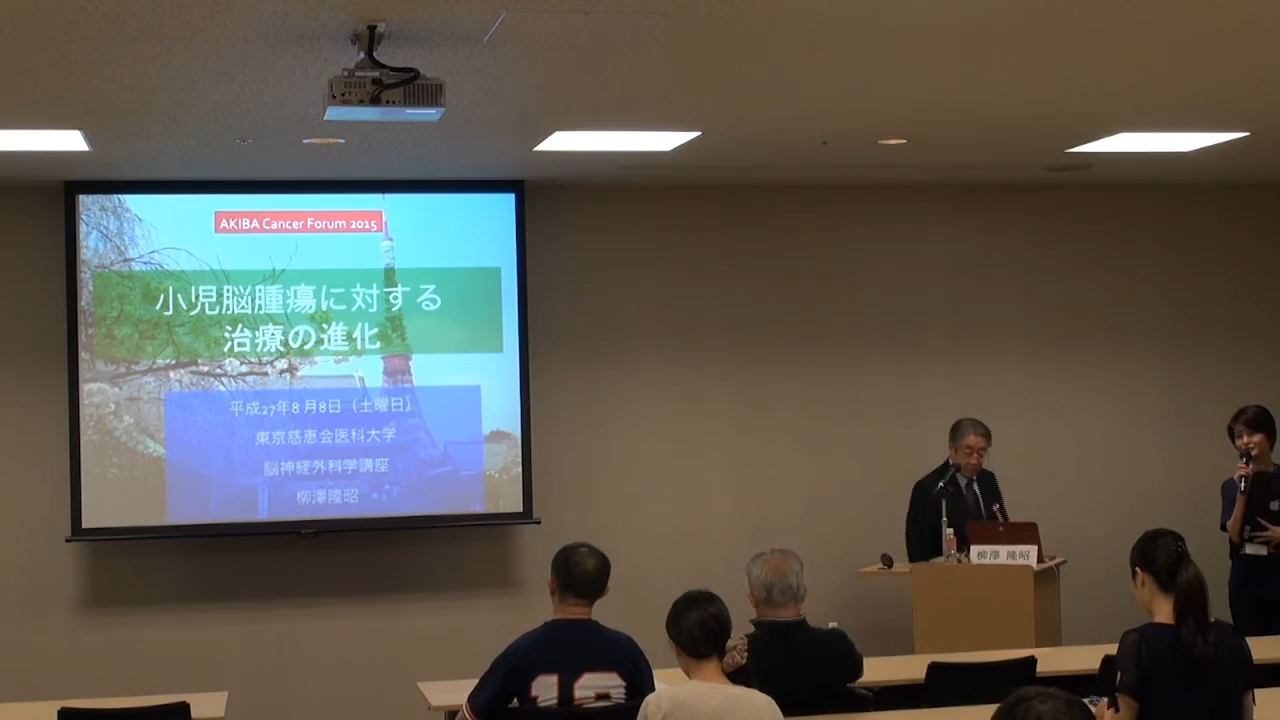 AKIBA Cancer Forum 2015
小児脳腫瘍に対する
治療の進化
平成27年8月8日（土曜日）
東京慈恵会医科大学
脳神経外科学講座
柳澤隆昭
柳澤 隆昭